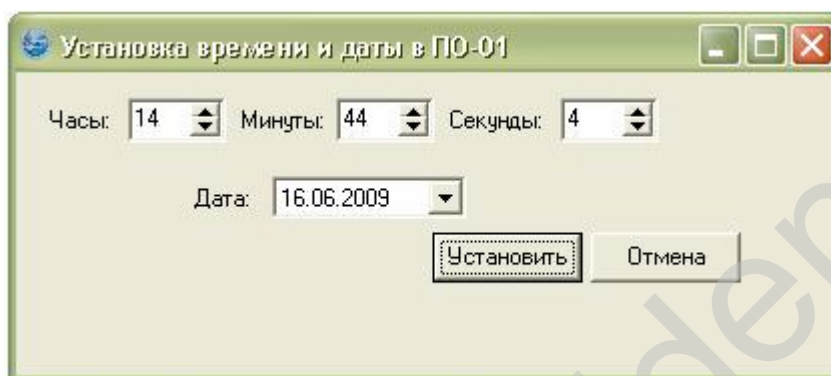 Установка времени и даты в ПО-01
Часы: 14 Минуты: 44 Секунды: 4
Дата: 16.06.2009
Установить Отмена